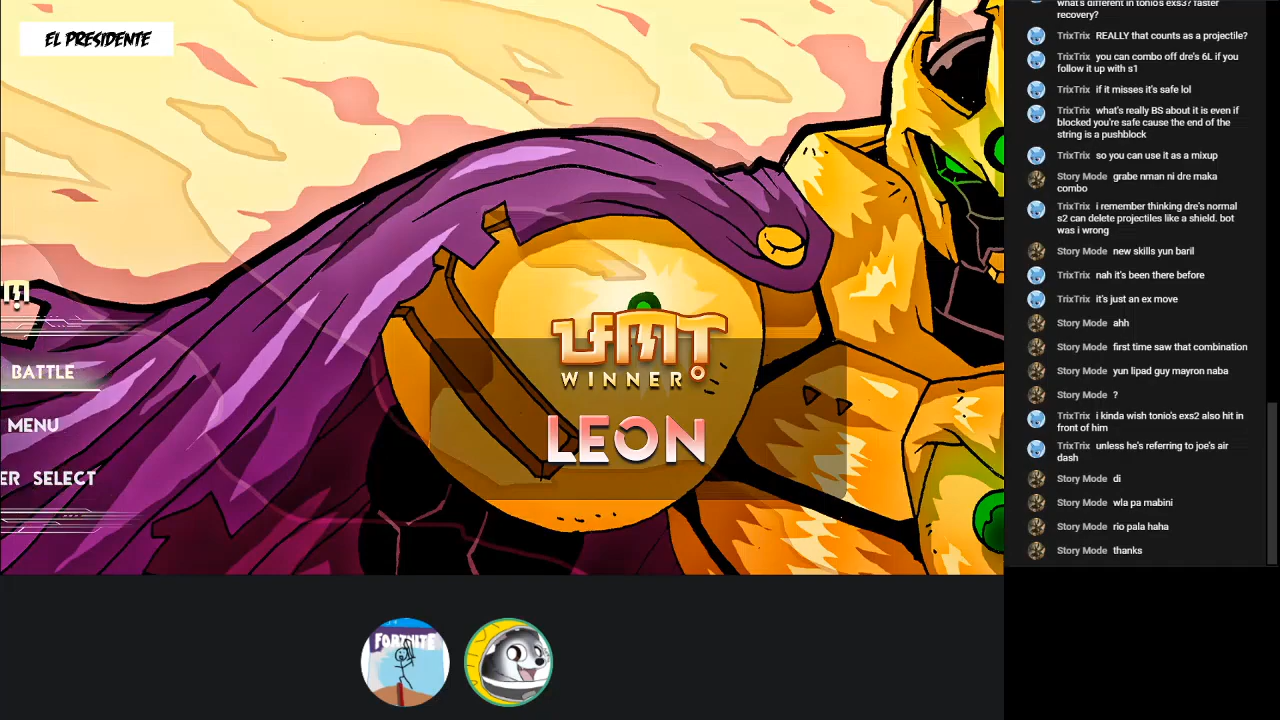 EL PRESIDENTE
BATTLE
MENU
ER SELECT
WINNER
LEON
FORTNITE
what's different in tonio's exs3? faster
recovery?
TrixTrix REALLY that counts as a projectile?
TrixTrix you can combo off dre's 6L if you
follow it up with s1
TrixTrix if it misses it's safe lol
TrixTrix what's really BS about it is even if
blocked you're safe cause the end of the
string is a pushblock
TrixTrix so you can use it as a mixup
Story Mode grabe nman ni dre maka
combo
TrixTrix i remember thinking dre's normal
s2 can delete projectiles like a shield. bot
was i wrong
Story Mode new skills yun baril
TrixTrix nah it's been there before
TrixTrix it's just an ex move
Story Mode ahh
Story Mode first time saw that combination
Story Mode yun lipad guy mayron naba
Story Mode ?
TrixTrix i kinda wish tonio's exs2 also hit in
front of him
TrixTrix unless he's referring to joe's air
dash
Story Mode di
Story Mode wla pa mabini
Story Mode rio pala haha
Story Mode thanks